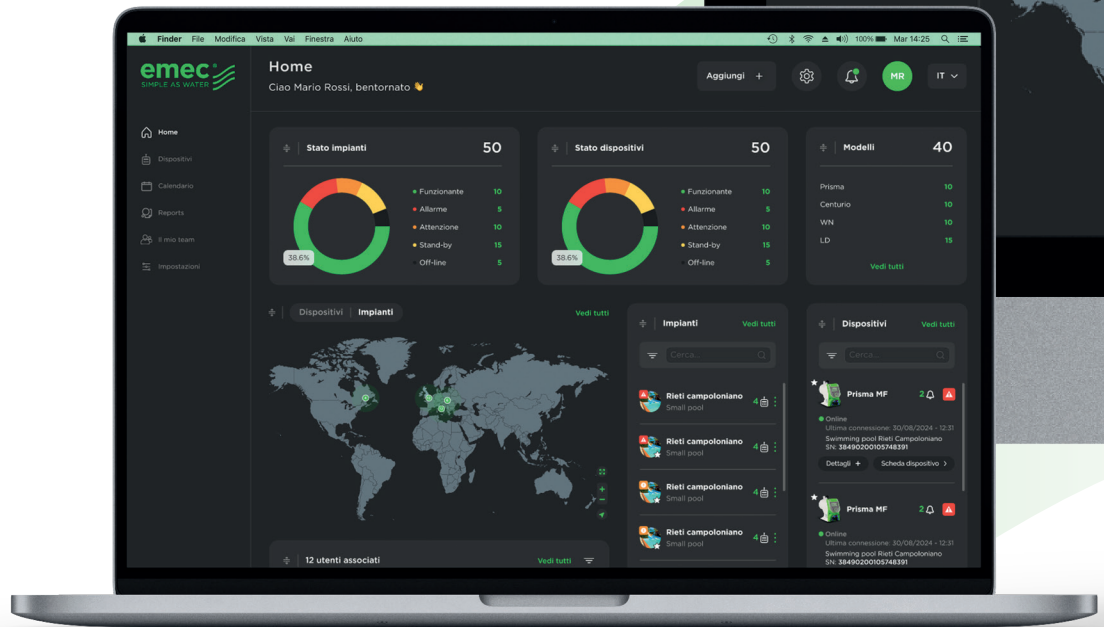 Finder File Modifica Vista Vai Finestra Aiuto 100% Mar 14:25
emec®
SIMPLE AS WATER
Home
Ciao Mario Rossi, bentornato 👋
Aggiungi +
MR
IT
Home
Dispositivi
Calendario
Reports
Il mio team
Impostazioni
Stato impianti 50
38.6%
Funzionante 10
Allarme 5
Attenzione 10
Stand-by 15
Off-line 5
Stato dispositivi 50
38.6%
Funzionante 10
Allarme 5
Attenzione 10
Stand-by 15
Off-line 5
Modelli 40
Prisma 10
Centurio 10
WN 10
LD 15
Vedi tutti
Dispositivi Impianti Vedi tutti
12 utenti associati Vedi tutti
Impianti Vedi tutti
Cerca...
Rieti campoloniano 4
Small pool
Rieti campoloniano 4
Small pool
Rieti campoloniano 4
Small pool
Rieti campoloniano 4
Small pool
Dispositivi Vedi tutti
Cerca...
Prisma MF 2
Online
Ultima connessione: 30/08/2024 - 12:31
Swimming pool Rieti Campoloniano
SN: 38490200105748391
Dettagli + Scheda dispositivo >
Prisma MF 2
Online
Ultima connessione: 30/08/2024 - 12:31
Swimming pool Rieti Campoloniano
SN: 38490200105748391